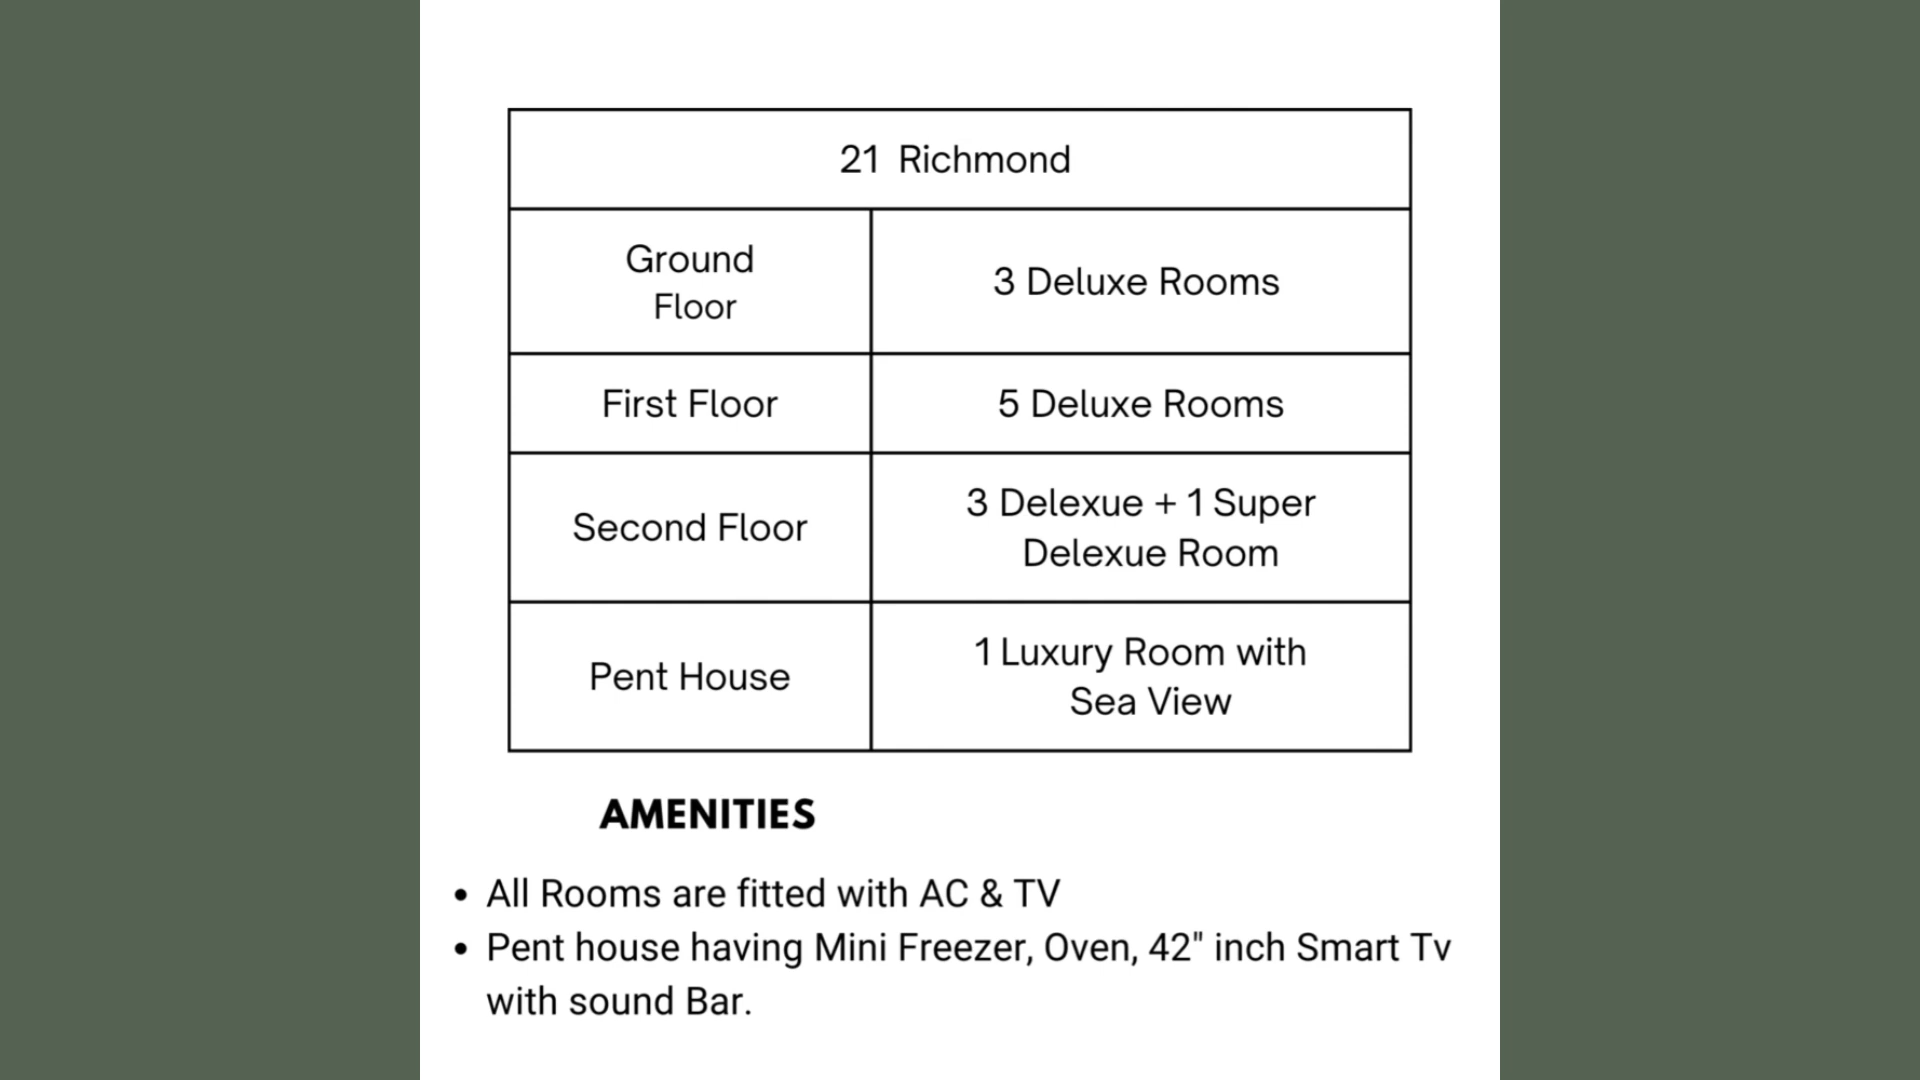 21 Richmond
Ground
Floor
3 Deluxe Rooms
First Floor
5 Deluxe Rooms
Second Floor
3 Delexue + 1 Super
Delexue Room
Pent House
1 Luxury Room with
Sea View
AMENITIES
• All Rooms are fitted with AC & TV
• Pent house having Mini Freezer, Oven, 42" inch Smart Tv
with sound Bar.